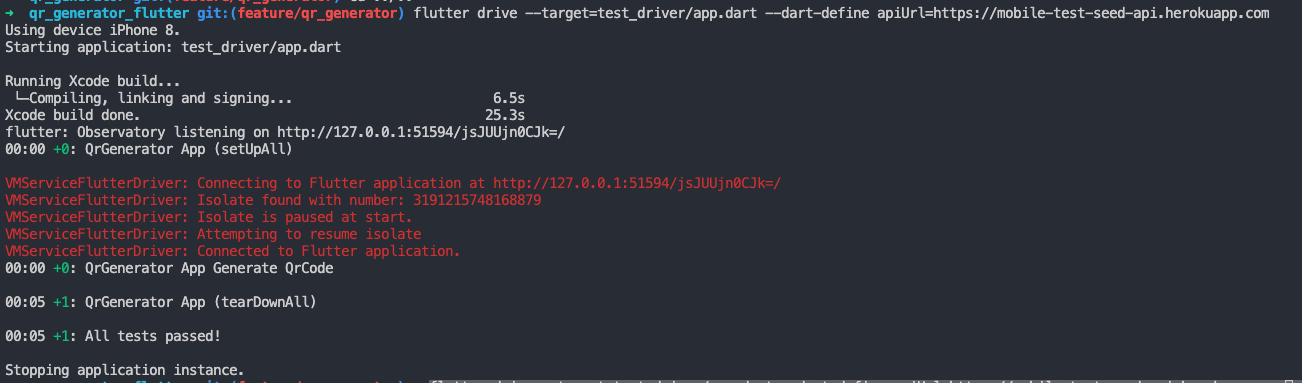 qr_generator_flutter git:(feature/qr_generator)
➜ qr_generator_flutter git:(feature/qr_generator) flutter drive --target=test_driver/app.dart --dart-define apiUrl=https://mobile-test-seed-api.herokuapp.com
Using device iPhone 8.
Starting application: test_driver/app.dart
Running Xcode build...
└─Compiling, linking and signing... 6.5s
Xcode build done. 25.3s
flutter: Observatory listening on http://127.0.0.1:51594/jsJUUjn0CJk=/
00:00 +0: QrGenerator App (setUpAll)
VMServiceFlutterDriver: Connecting to Flutter application at http://127.0.0.1:51594/jsJUUjn0CJk=/
VMServiceFlutterDriver: Isolate found with number: 3191215748168879
VMServiceFlutterDriver: Isolate is paused at start.
VMServiceFlutterDriver: Attempting to resume isolate
VMServiceFlutterDriver: Connected to Flutter application.
00:00 +0: QrGenerator App Generate QrCode
00:05 +1: QrGenerator App (tearDownAll)
00:05 +1: All tests passed!
Stopping application instance.